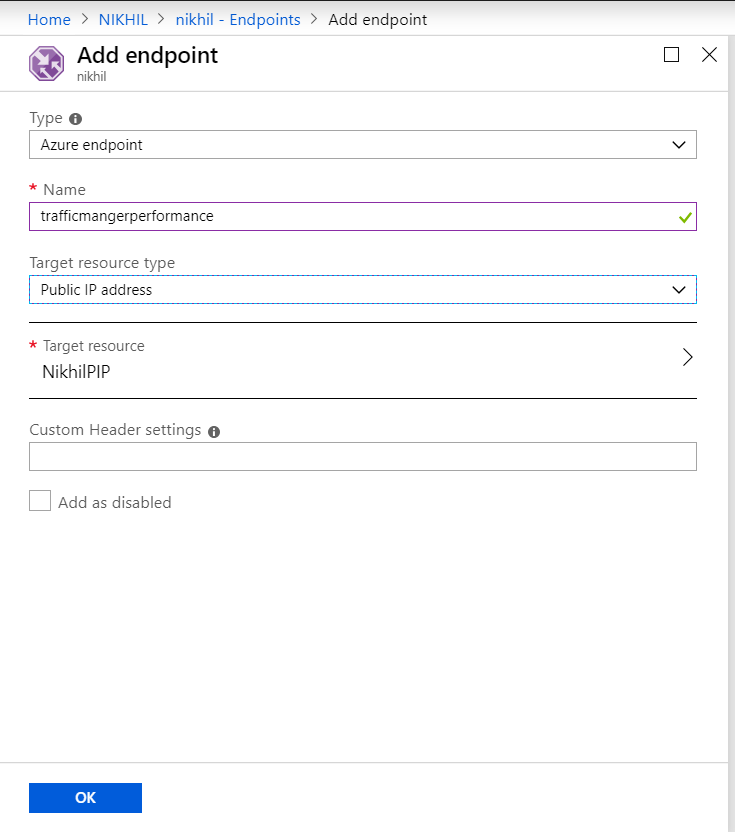 Home > NIKHIL > nikhil - Endpoints > Add endpoint
Add endpoint
nikhil
Type
Azure endpoint
* Name
trafficmangerperformance
Target resource type
Public IP address
* Target resource
NikhilPIP
Custom Header settings
Add as disabled
OK